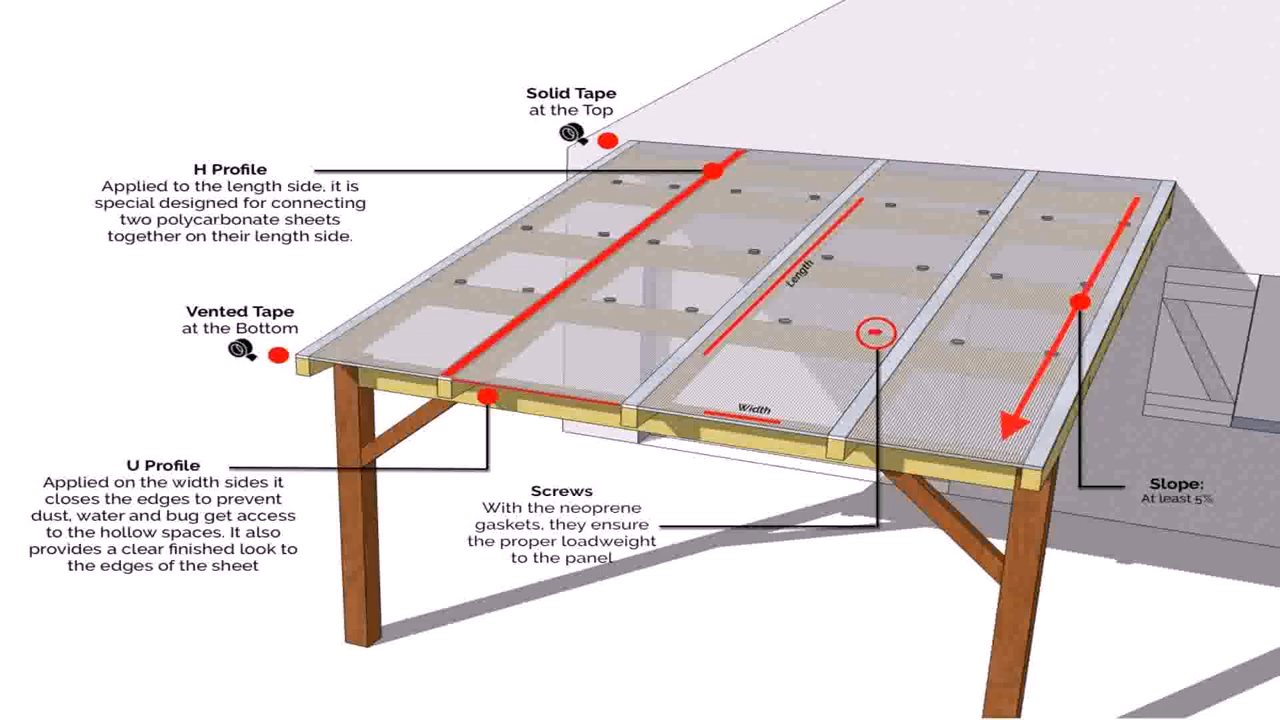 Solid Tape
at the Top
H Profile
Applied to the length side, it is
special designed for connecting
two polycarbonate sheets
together on their length side.
Length
Vented Tape
at the Bottom
Width
U Profile
Applied on the width sides it
closes the edges to prevent
dust, water and bug get access
to the hollow spaces. It also
provides a clear finished look to
the edges of the sheet
Screws
With the neoprene
gaskets, they ensure
the proper loadweight
to the panel.
Slope:
At least 5%